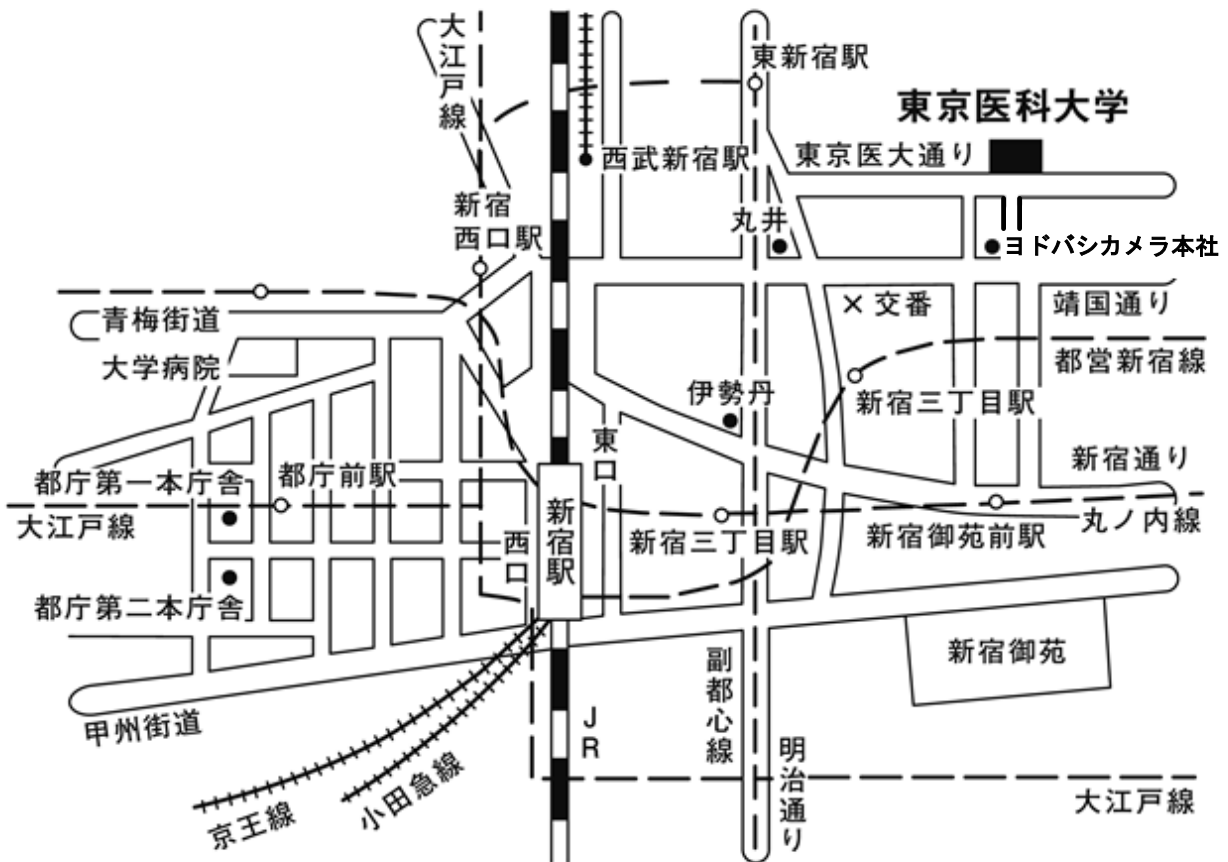 大江戸線
東新宿駅
東京医科大学
東京医大通り
西武新宿駅
新宿
西口駅
丸井
ヨドバシカメラ本社
青梅街道
交番
靖国通り
大学病院
都営新宿線
伊勢丹
新宿三丁目駅
東口
新宿通り
都庁第一本庁舎
都庁前駅
大江戸線
新宿駅
西口
新宿三丁目駅
新宿御苑前駅
丸ノ内線
都庁第二本庁舎
新宿御苑
副都心線
甲州街道
JR
明治通り
小田急線
京王線
大江戸線